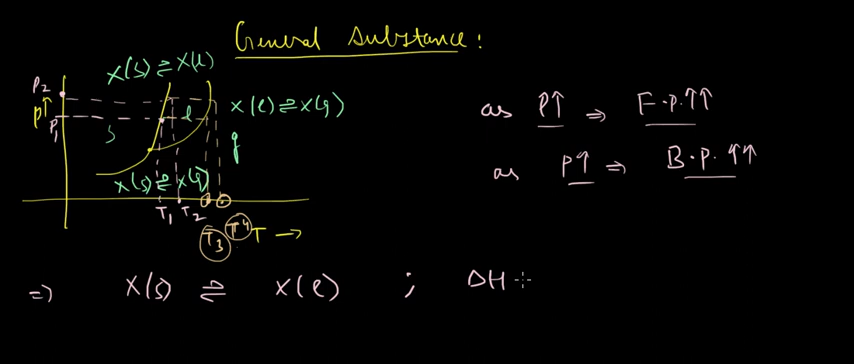 General Substance :
X(s) ⇌ X(l)
P2
P↑
P1
X(l) ⇌ X(g)
s
l
g
X(s) ⇌ X(g)
T1 T2
T3 T4 T →
as P↑ ⇒ F.P.↑↑
as P↑ ⇒ B.P.↑↑
⇒ X(s) ⇌ X(l) ; ΔH